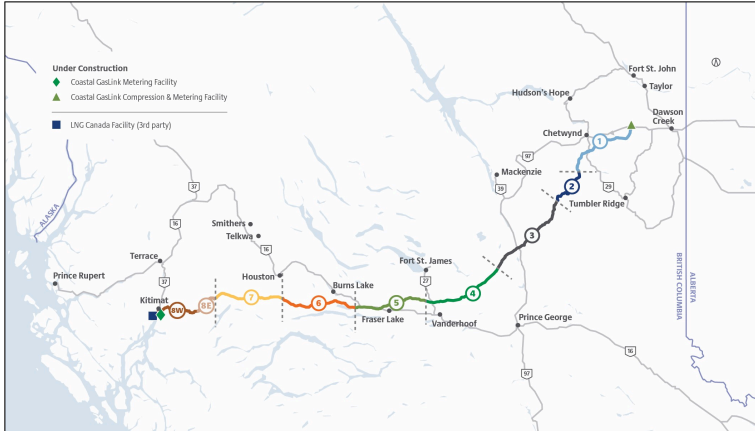 Under Construction
Coastal GasLink Metering Facility
Coastal GasLink Compression & Metering Facility
LNG Canada Facility (3rd party)
Fort St. John
Taylor
Hudson's Hope
Dawson
Creek
Chetwynd
1
97
Mackenzie
39
2
29
Tumbler Ridge
37
ALASKA
16
Smithers
Telkwa
16
3
ALBERTA
BRITISH COLUMBIA
Terrace
Fort St. James
Prince Rupert
37
Houston
27
Burns Lake
4
Kitimat
8W
8E
7
6
5
Fraser Lake
Vanderhoof
Prince George
16
97